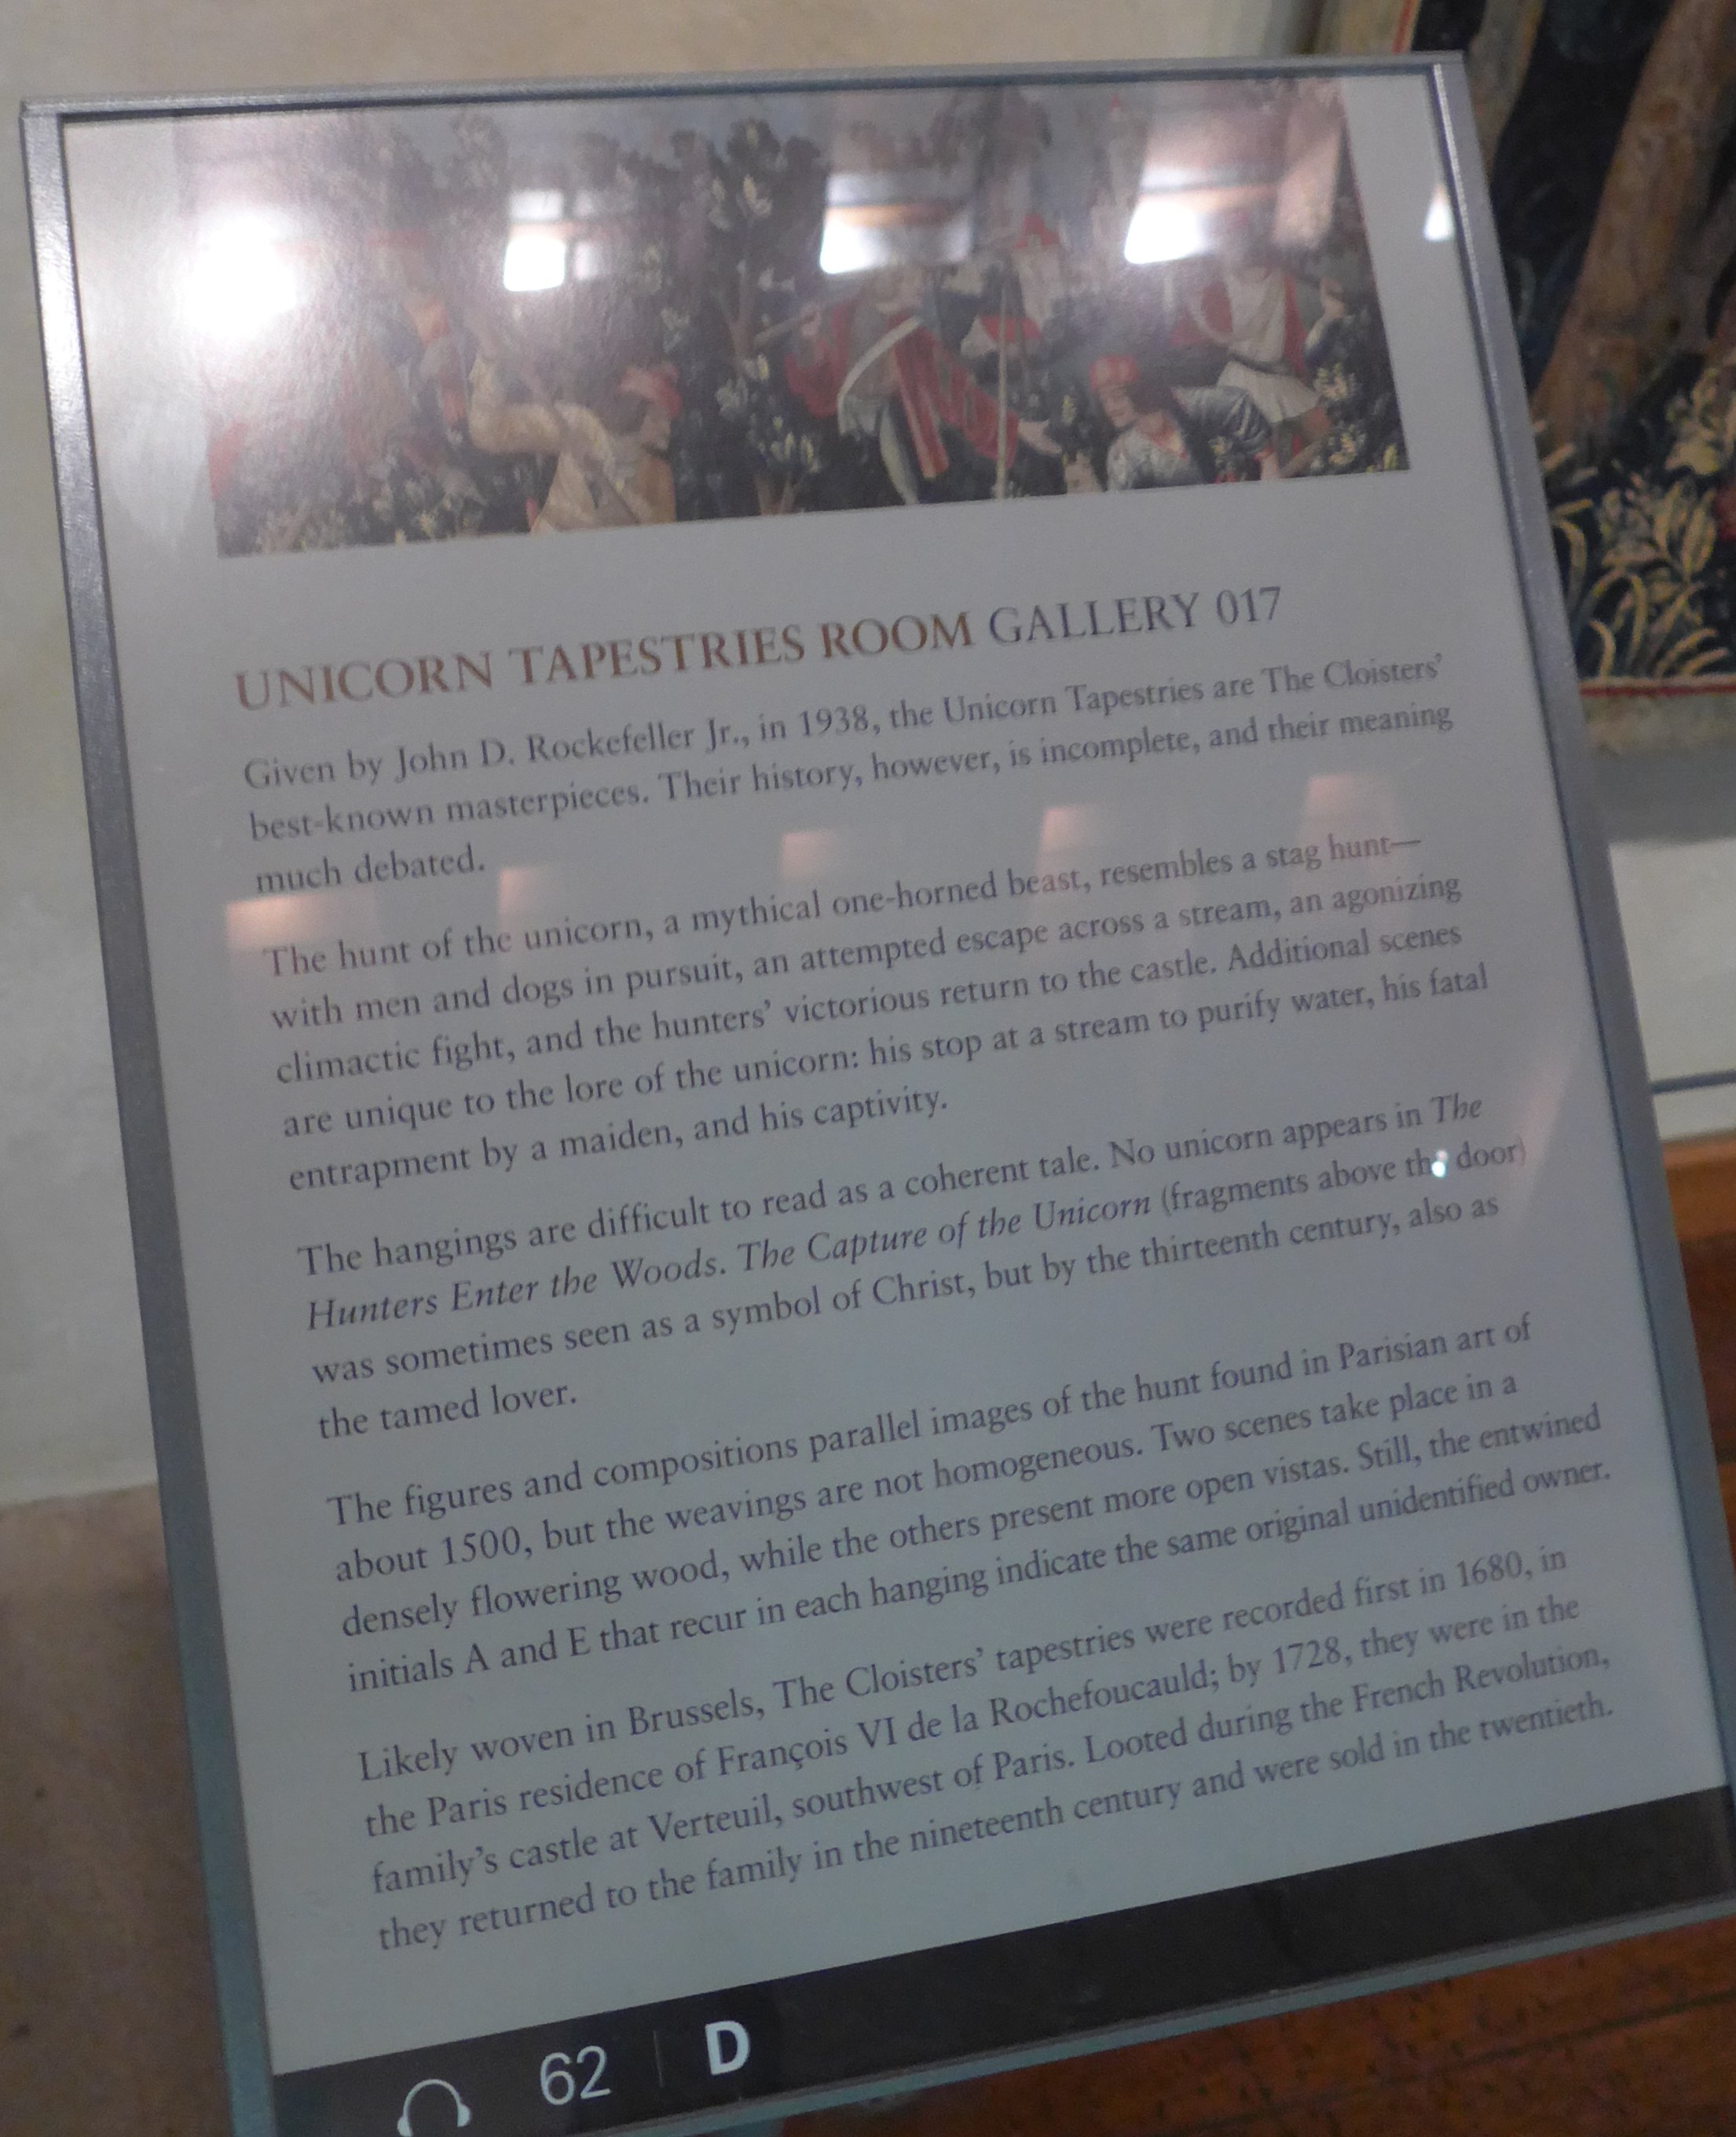 UNICORN TAPESTRIES ROOM GALLERY 017
Given by John D. Rockefeller Jr., in 1938, the Unicorn Tapestries are The Cloisters’
best-known masterpieces. Their history, however, is incomplete, and their meaning
much debated.
The hunt of the unicorn, a mythical one-horned beast, resembles a stag hunt—
with men and dogs in pursuit, an attempted escape across a stream, an agonizing
climactic fight, and the hunters’ victorious return to the castle. Additional scenes
are unique to the lore of the unicorn: his stop at a stream to purify water, his fatal
entrapment by a maiden, and his captivity.
The hangings are difficult to read as a coherent tale. No unicorn appears in The
Hunters Enter the Woods. The Capture of the Unicorn (fragments above the door)
was sometimes seen as a symbol of Christ, but by the thirteenth century, also as
the tamed lover.
The figures and compositions parallel images of the hunt found in Parisian art of
about 1500, but the weavings are not homogeneous. Two scenes take place in a
densely flowering wood, while the others present more open vistas. Still, the entwined
initials A and E that recur in each hanging indicate the same original unidentified owner.
Likely woven in Brussels, The Cloisters’ tapestries were recorded first in 1680, in
the Paris residence of François VI de la Rochefoucauld; by 1728, they were in the
family’s castle at Verteuil, southwest of Paris. Looted during the French Revolution,
they returned to the family in the nineteenth century and were sold in the twentieth.
62 D